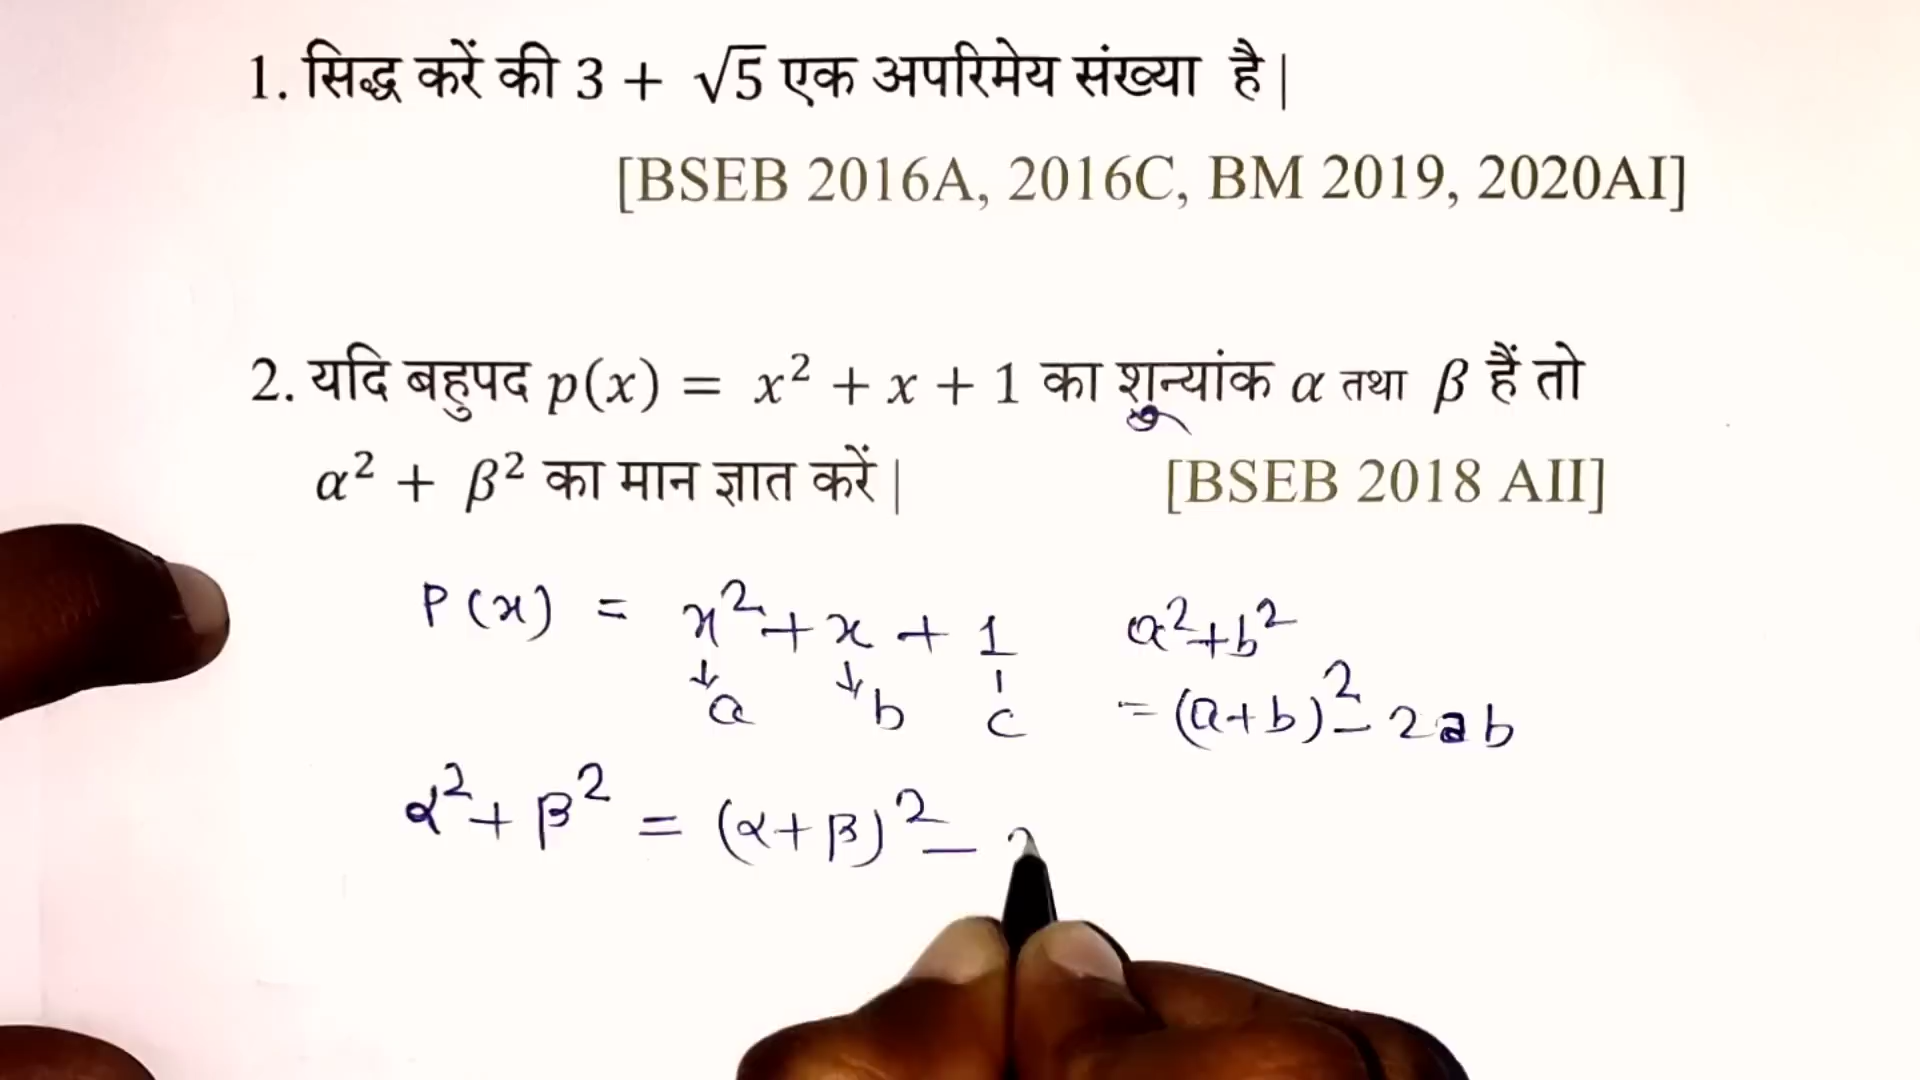 1. सिद्ध करें की 3 + √5 एक अपरिमेय संख्या है|
[BSEB 2016A, 2016C, BM 2019, 2020AI]
2. यदि बहुपद p(x) = x² + x + 1 का शुन्यांक α तथा β हैं तो
α² + β² का मान ज्ञात करें|
[BSEB 2018 AII]
P(x) = x² + x + 1
a b c
a²+b²
= (a+b)² - 2ab
α² + β² = (α+β)² -